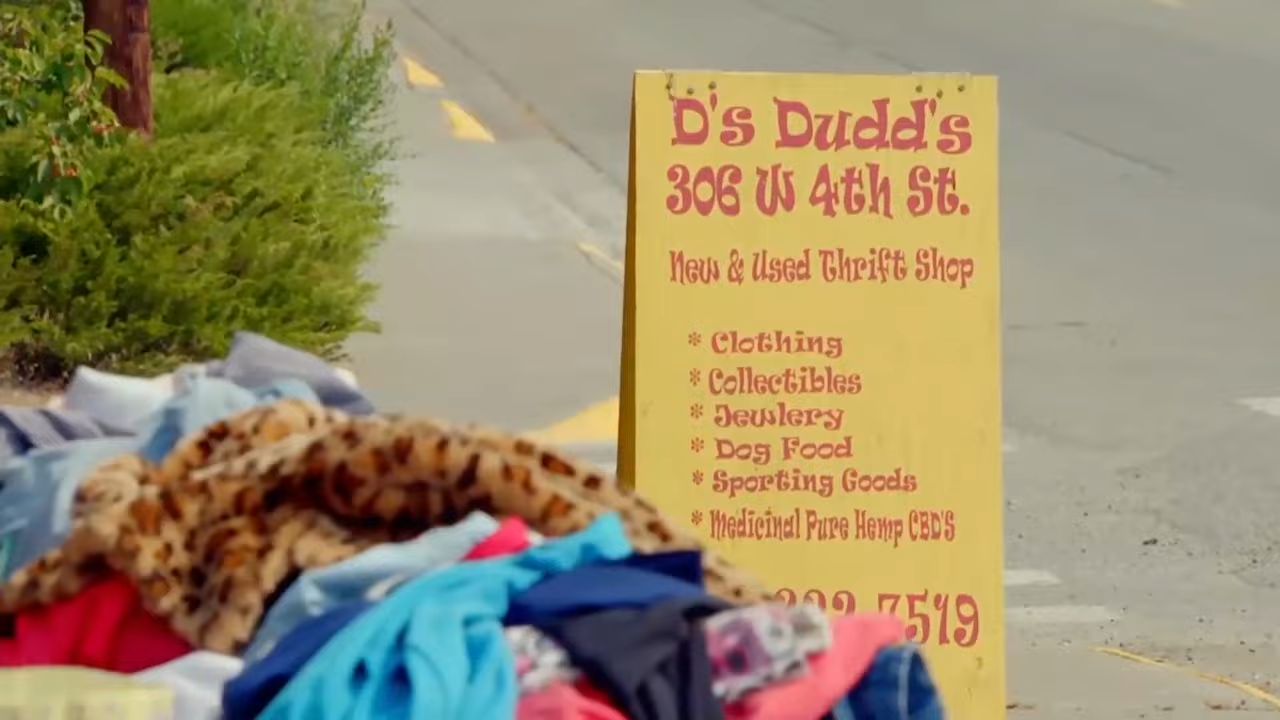 D's Dudd's
306 W 4th St.
New & Used Thrift Shop
* Clothing
* Collectibles
* Jewlery
* Dog Food
* Sporting Goods
* Medicinal Pure Hemp CBD'S
7519